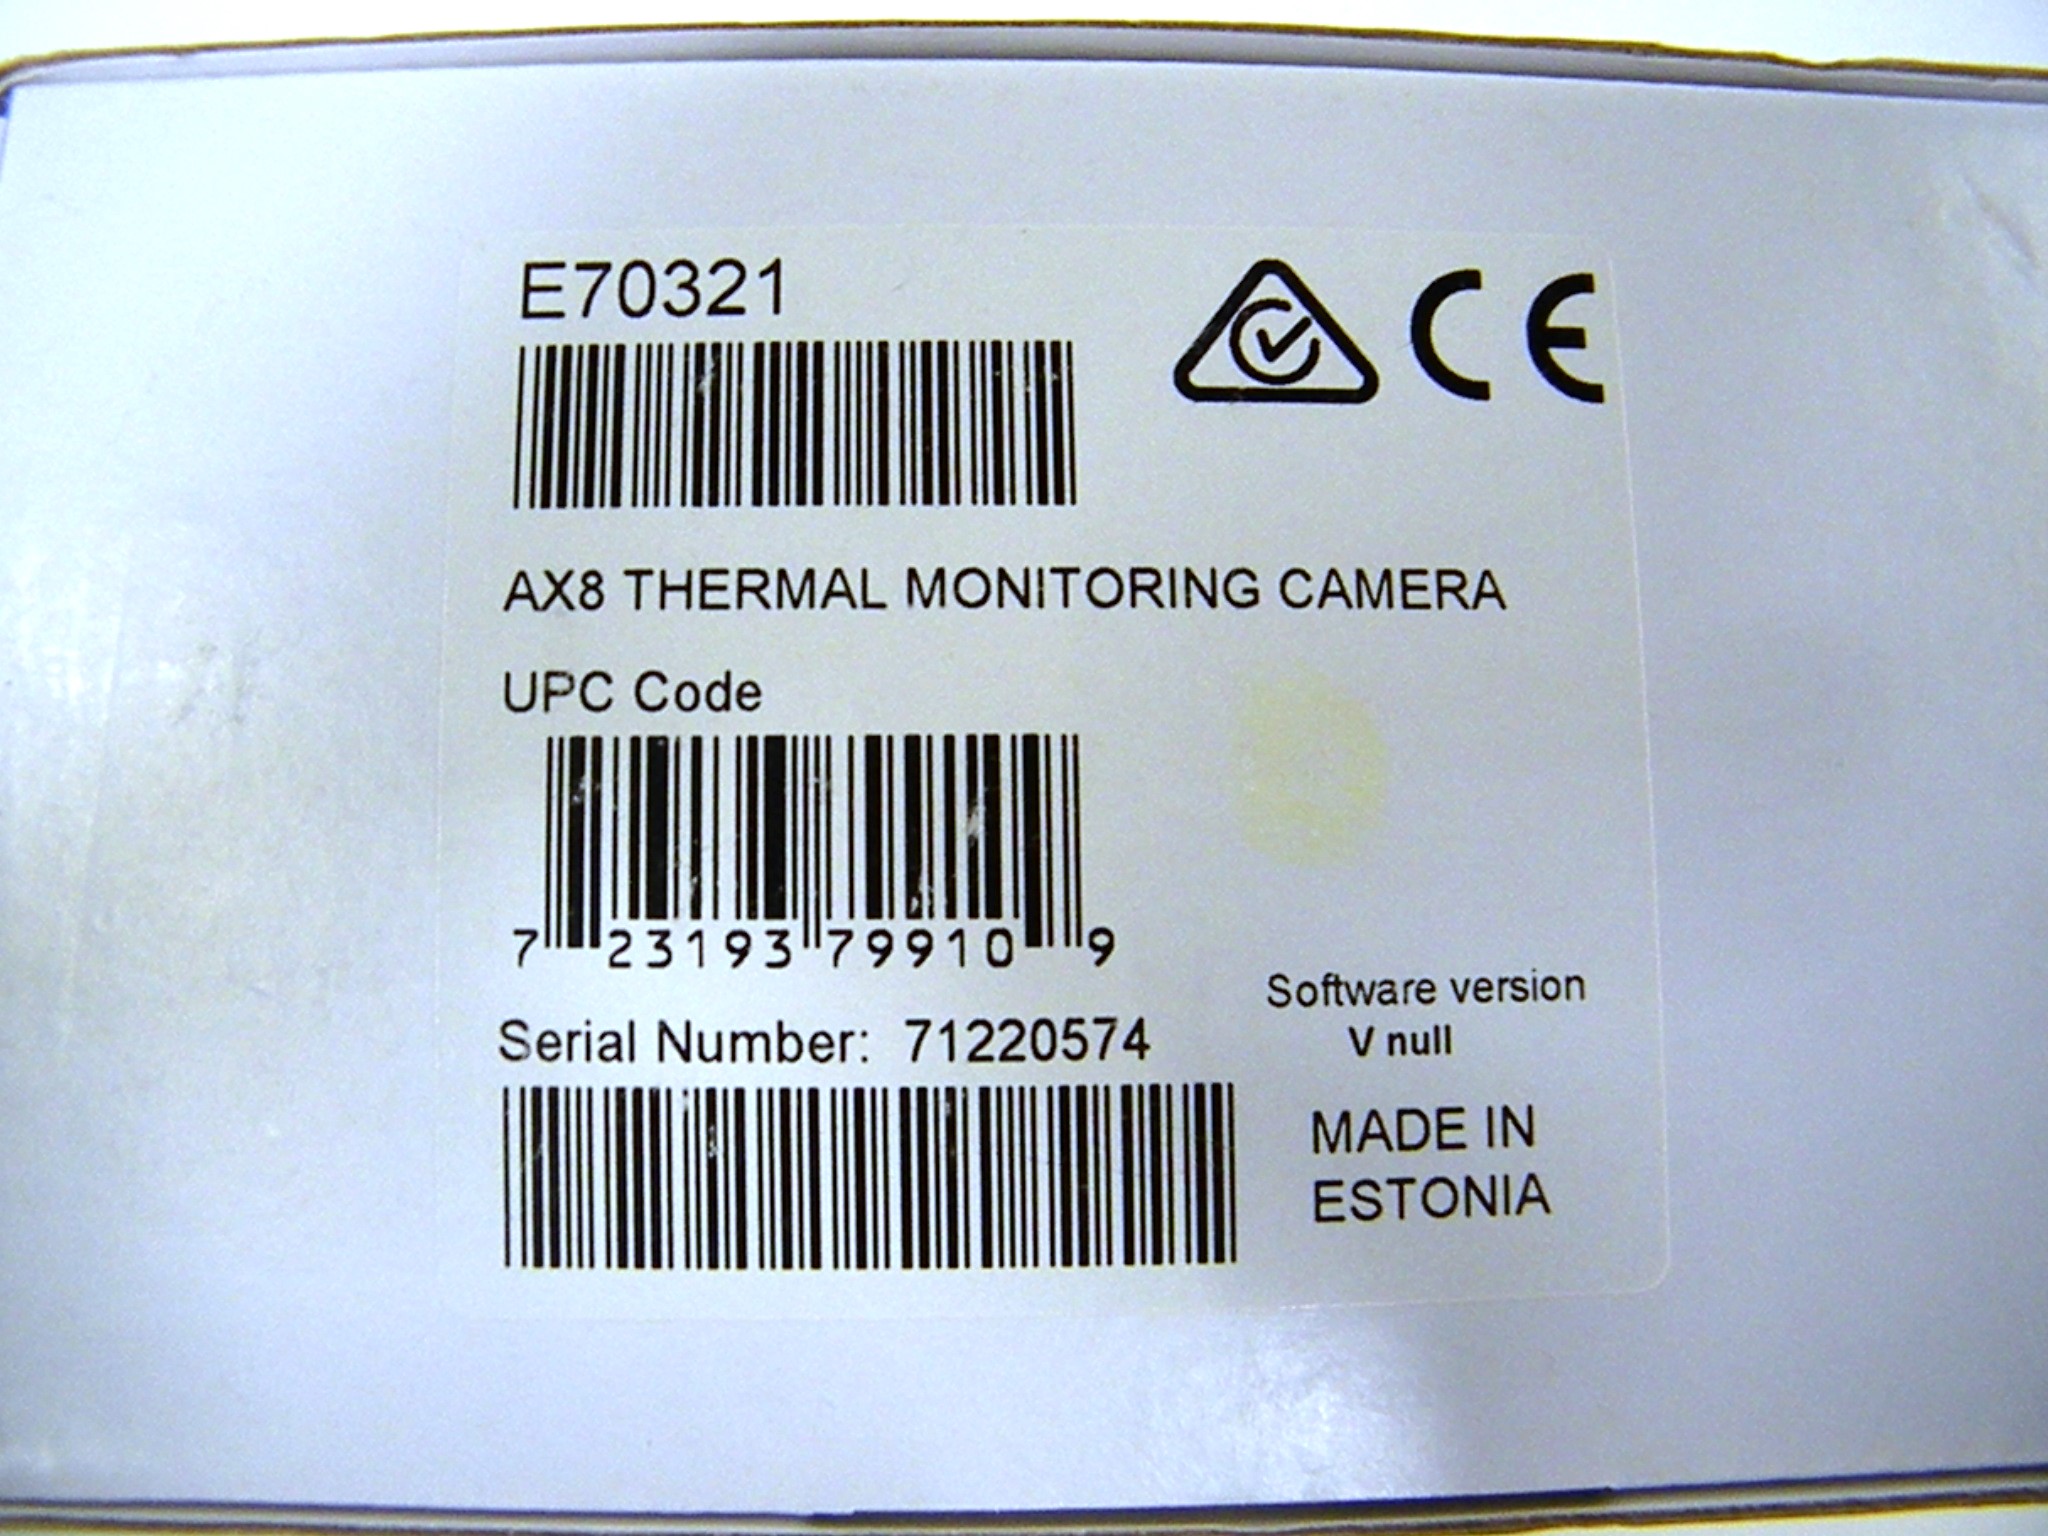 E70321
CE
AX8 THERMAL MONITORING CAMERA
UPC Code
7 23193 79910 9
Software version
V null
Serial Number: 71220574
MADE IN
ESTONIA